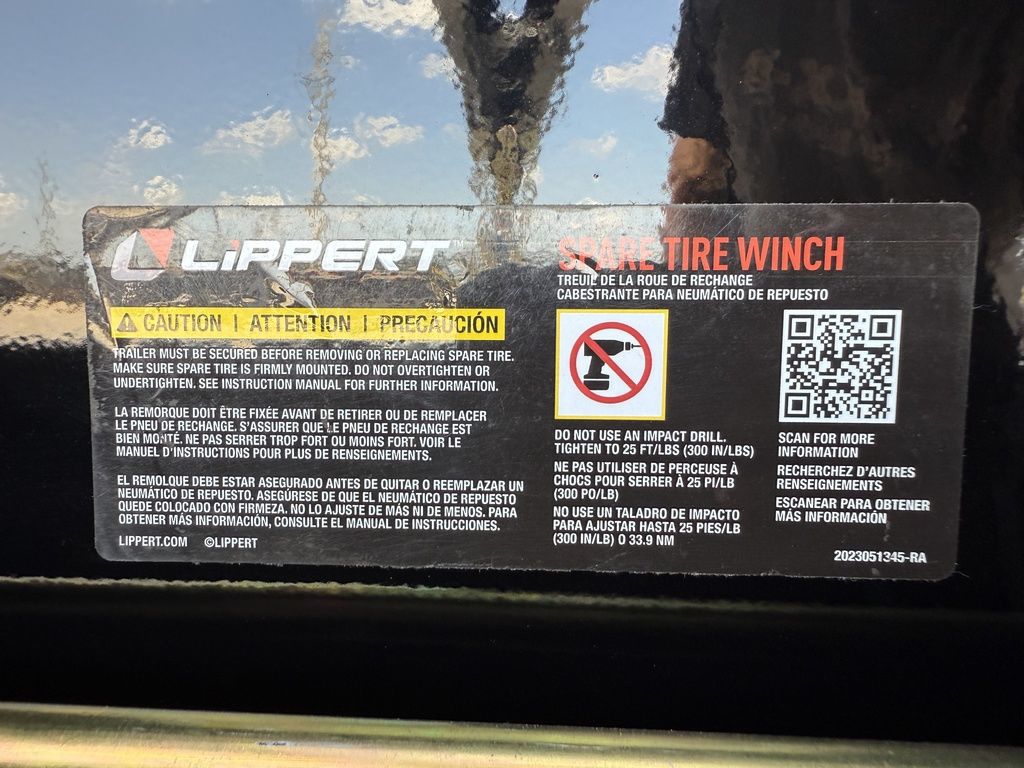 LIPPERT
SPARE TIRE WINCH
TREUIL DE LA ROUE DE RECHANGE
CABESTRANTE PARA NEUMÁTICO DE REPUESTO
CAUTION | ATTENTION | PRECAUCIÓN
TRAILER MUST BE SECURED BEFORE REMOVING OR REPLACING SPARE TIRE.
MAKE SURE SPARE TIRE IS FIRMLY MOUNTED. DO NOT OVERTIGHTEN OR
UNDERTIGHTEN. SEE INSTRUCTION MANUAL FOR FURTHER INFORMATION.
LA REMORQUE DOIT ÊTRE FIXÉE AVANT DE RETIRER OU DE REMPLACER
LE PNEU DE RECHANGE. S'ASSURER QUE LE PNEU DE RECHANGE EST
BIEN MONTÉ. NE PAS SERRER TROP FORT OU MOINS FORT. VOIR LE
MANUEL D'INSTRUCTIONS POUR PLUS DE RENSEIGNEMENTS.
EL REMOLQUE DEBE ESTAR ASEGURADO ANTES DE QUITAR O REEMPLAZAR UN
NEUMÁTICO DE REPUESTO. ASEGÚRESE DE QUE EL NEUMÁTICO DE REPUESTO
QUEDE COLOCADO CON FIRMEZA. NO LO AJUSTE DE MÁS NI DE MENOS. PARA
OBTENER MÁS INFORMACIÓN, CONSULTE EL MANUAL DE INSTRUCCIONES.
LIPPERT.COM ©LIPPERT
DO NOT USE AN IMPACT DRILL.
TIGHTEN TO 25 FT/LBS (300 IN/LBS)
NE PAS UTILISER DE PERCEUSE À
CHOCS POUR SERRER À 25 PI/LB
(300 PO/LB)
NO USE UN TALADRO DE IMPACTO
PARA AJUSTAR HASTA 25 PIES/LB
(300 IN/LB) O 33.9 NM
SCAN FOR MORE
INFORMATION
RECHERCHEZ D'AUTRES
RENSEIGNEMENTS
ESCANEAR PARA OBTENER
MÁS INFORMACIÓN
2023051345-RA